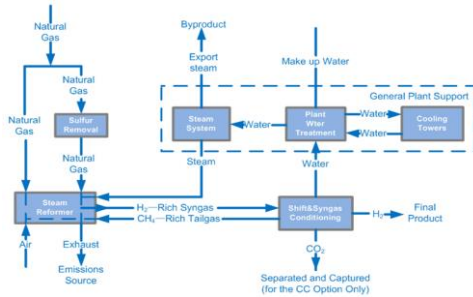 Natural
Gas
Byproduct
Export
steam
Make up Water
General Plant Support
Natural
Gas
Natural
Gas
Sulfur
Removal
Steam
System
Water
Plant
Wter
Treatment
Water
Water
Cooling
Towers
Natural
Gas
Steam
Water
Steam
Reformer
H₂—Rich Syngas
CH₄—Rich Tailgas
Shift&Syngas
Conditioning
H₂
Final
Product
Air
Exhaust
CO₂
Emissions
Source
Separated and Captured
(for the CC Option Only)